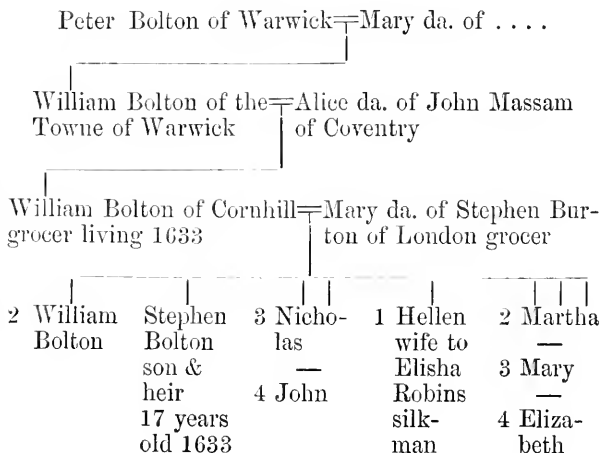 Peter Bolton of Warwick Mary da. of . . . .
William Bolton of the Alice da. of John Massam
Towne of Warwick of Coventry
William Bolton of Cornhill Mary da. of Stephen Bur-
grocer living 1633 ton of London grocer
2 William
Bolton
Stephen
Bolton
son &
heir
17 years
old 1633
3 Nicho-
las
—
4 John
1 Hellen
wife to
Elisha
Robins
silk-
man
2 Martha
—
3 Mary
—
4 Eliza-
beth